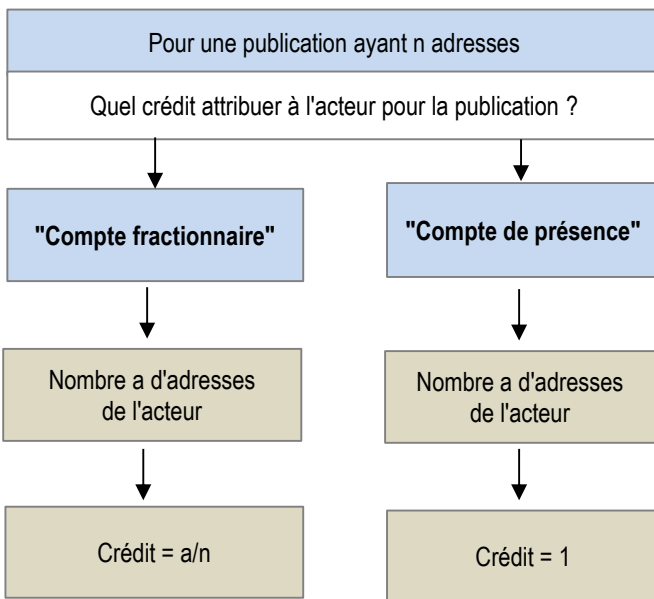 Pour une publication ayant n adresses
Quel crédit attribuer à l'acteur pour la publication ?
"Compte fractionnaire"
"Compte de présence"
Nombre a d'adresses
de l'acteur
Nombre a d'adresses
de l'acteur
Crédit = a/n
Crédit = 1